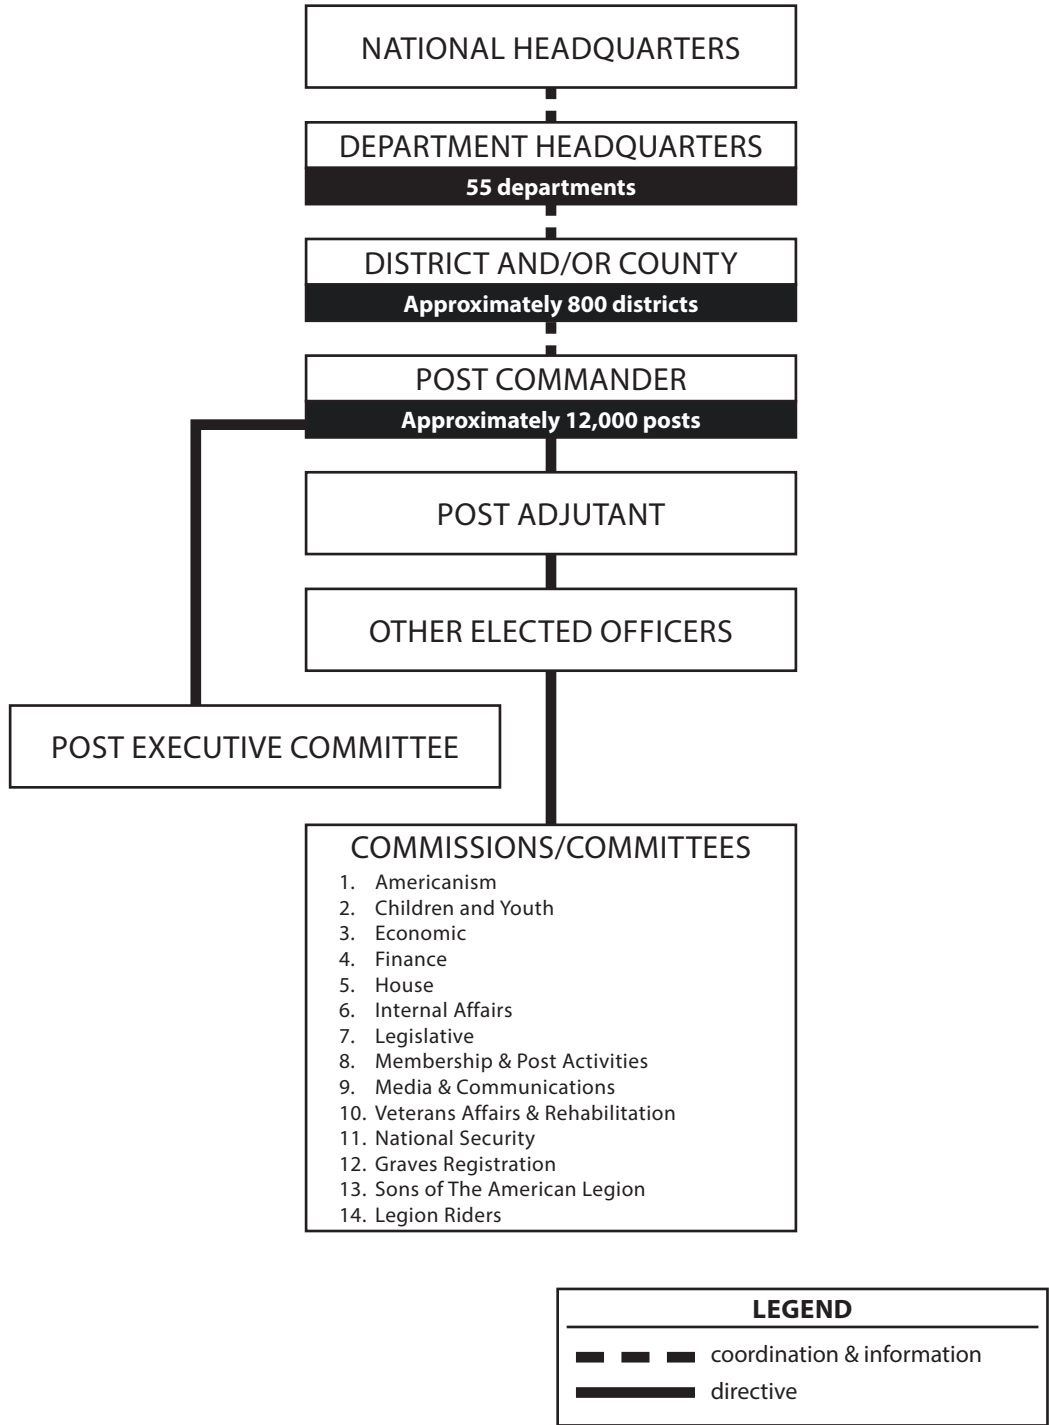 NATIONAL HEADQUARTERS
DEPARTMENT HEADQUARTERS
55 departments
DISTRICT AND/OR COUNTY
Approximately 800 districts
POST COMMANDER
Approximately 12,000 posts
POST ADJUTANT
OTHER ELECTED OFFICERS
POST EXECUTIVE COMMITTEE
COMMISSIONS/COMMITTEES
1. Americanism
2. Children and Youth
3. Economic
4. Finance
5. House
6. Internal Affairs
7. Legislative
8. Membership & Post Activities
9. Media & Communications
10. Veterans Affairs & Rehabilitation
11. National Security
12. Graves Registration
13. Sons of The American Legion
14. Legion Riders
LEGEND
coordination & information
directive